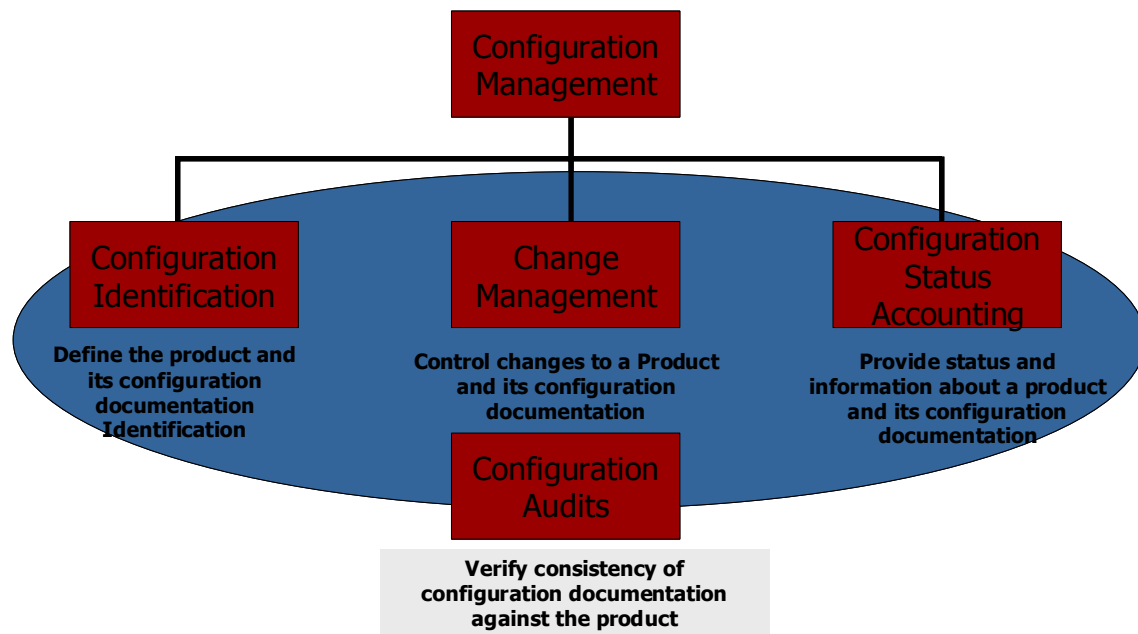 Configuration
Management
Configuration
Identification
Define the product and
its configuration
documentation
Identification
Change
Management
Control changes to a Product
and its configuration
documentation
Configuration
Status
Accounting
Provide status and
information about a product
and its configuration
documentation
Configuration
Audits
Verify consistency of
configuration documentation
against the product